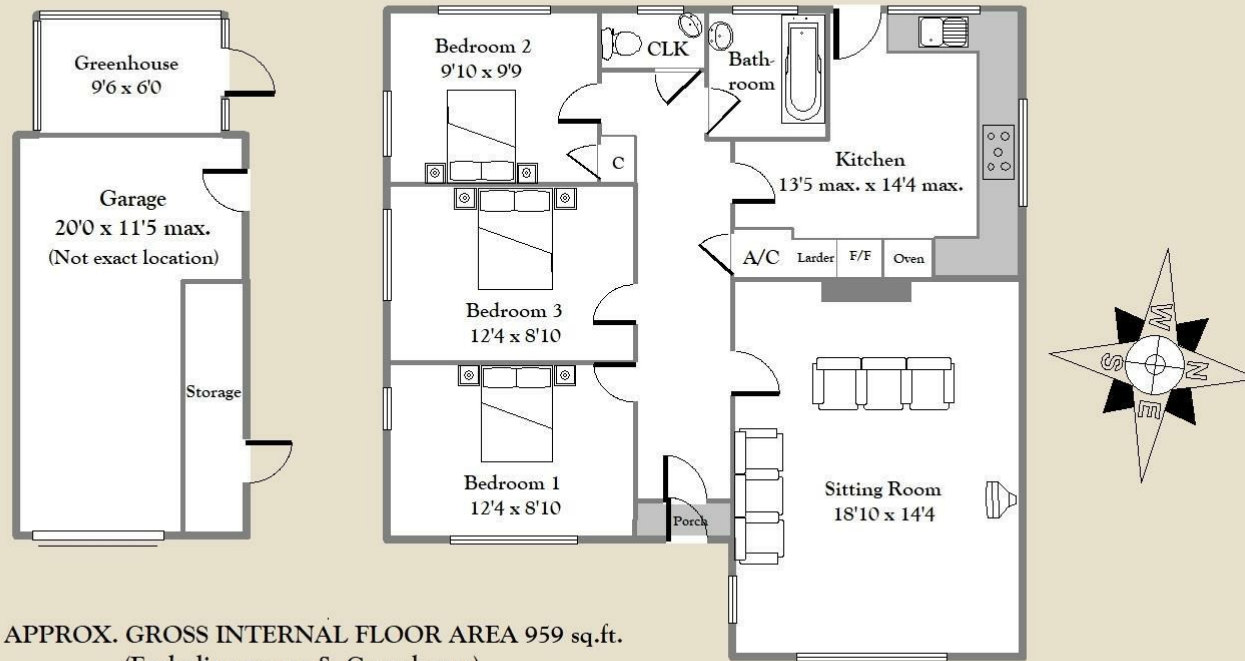 Greenhouse
9'6 x 6'0
Garage
20'0 x 11'5 max.
(Not exact location)
Storage
Bedroom 2
9'10 x 9'9
CLK
Bath-
room
C
Kitchen
13'5 max. x 14'4 max.
A/C
Larder
F/F
Oven
Bedroom 3
12'4 x 8'10
Bedroom 1
12'4 x 8'10
Porch
Sitting Room
18'10 x 14'4
W
S
N
E
APPROX. GROSS INTERNAL FLOOR AREA 959 sq.ft.